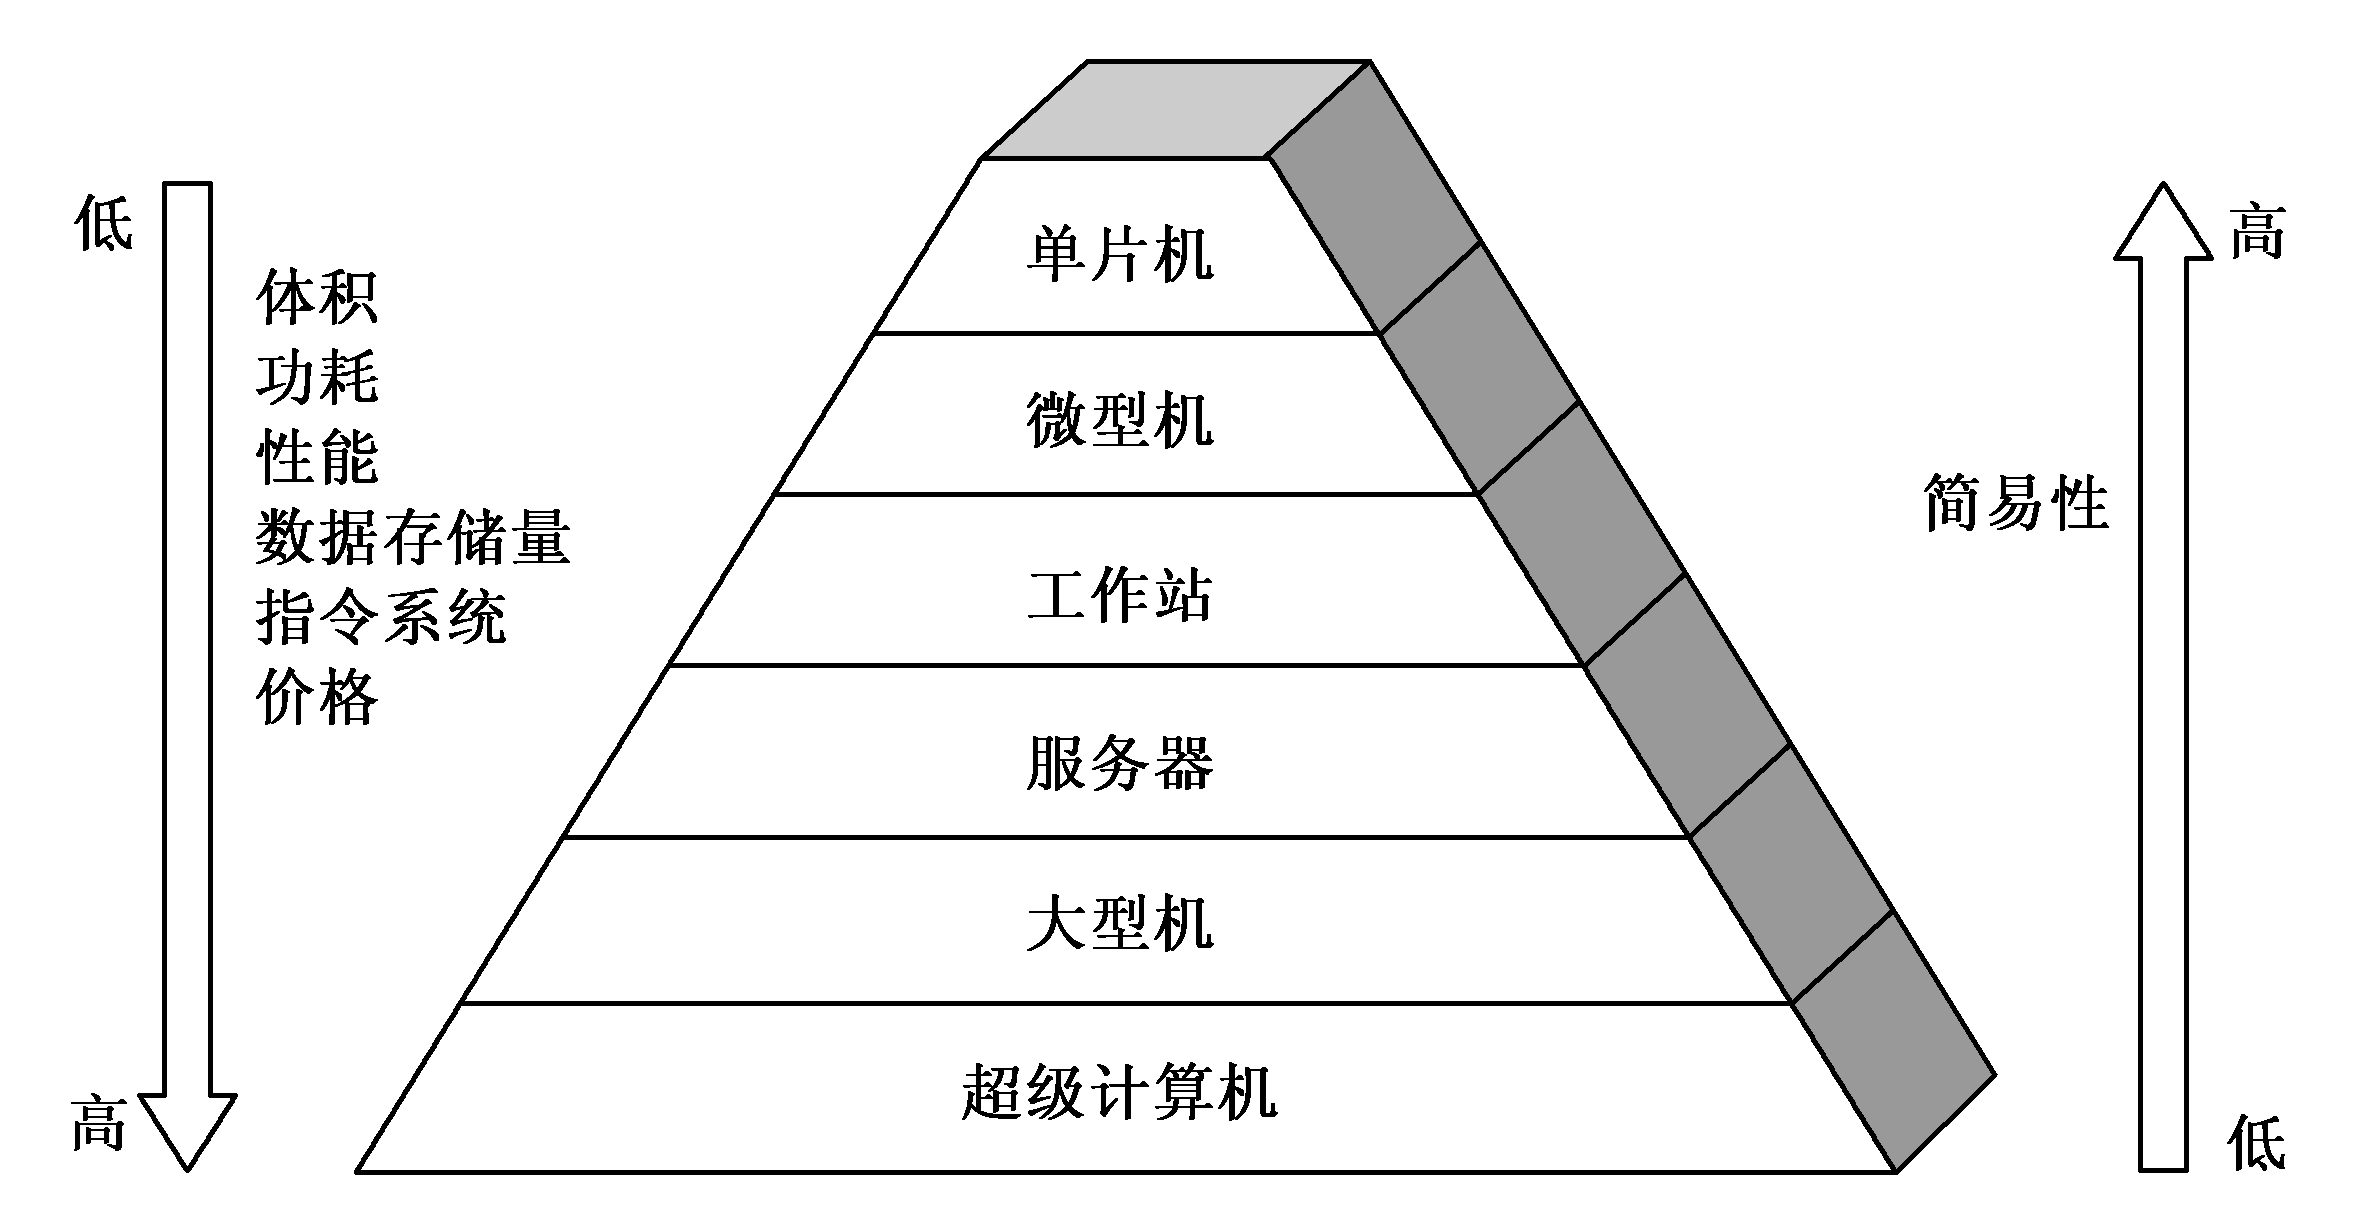 低
体积
功耗
性能
数据存储量
指令系统
价格
高
单片机
微型机
工作站
服务器
大型机
超级计算机
高
简易性
低